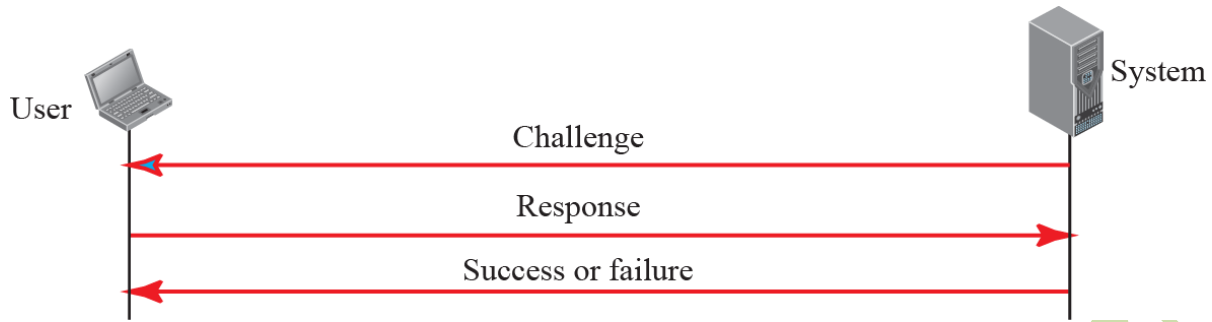 User
System
Challenge
Response
Success or failure